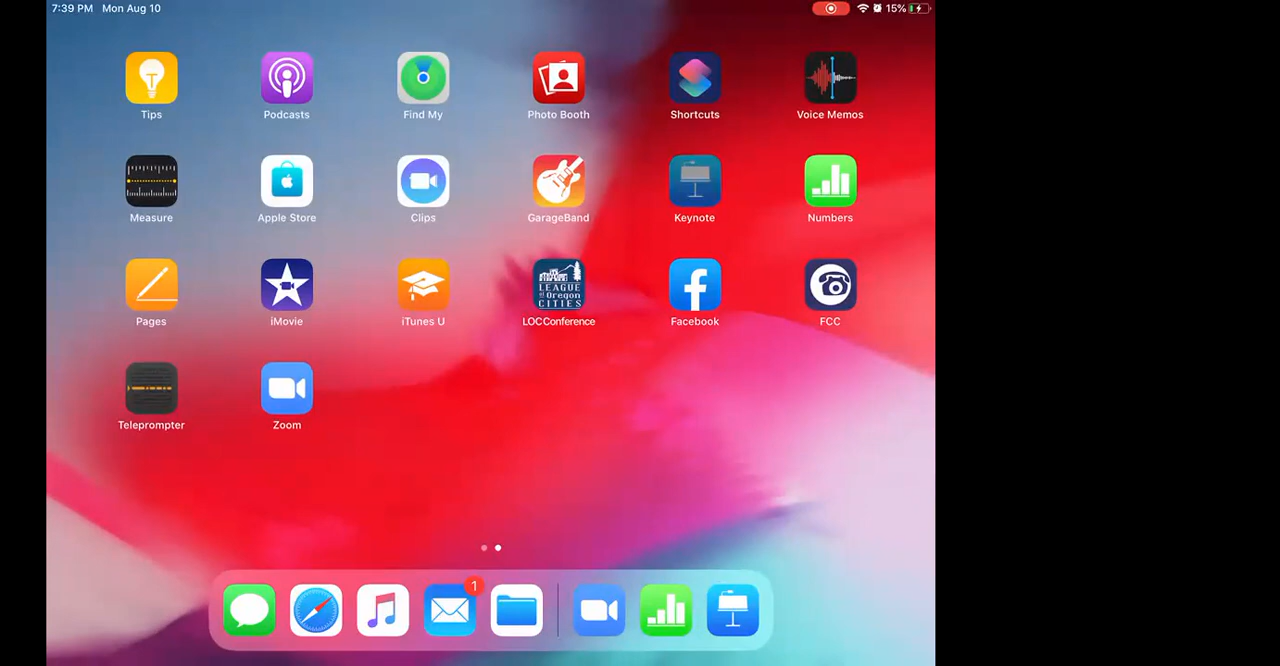 7:39 PM Mon Aug 10 15%
Tips Podcasts Find My Photo Booth Shortcuts Voice Memos
Measure Apple Store Clips GarageBand Keynote Numbers
LEAGUE
of Oregon
CITIES
Pages iMovie iTunes U LOCConference Facebook FCC
Teleprompter Zoom
1